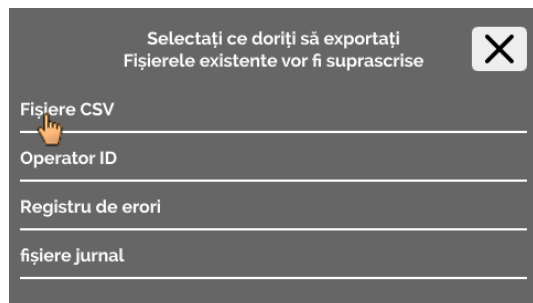 Selectați ce doriți să exportați
Fișierele existente vor fi suprascrise
Fișiere CSV
Operator ID
Registru de erori
fișiere jurnal